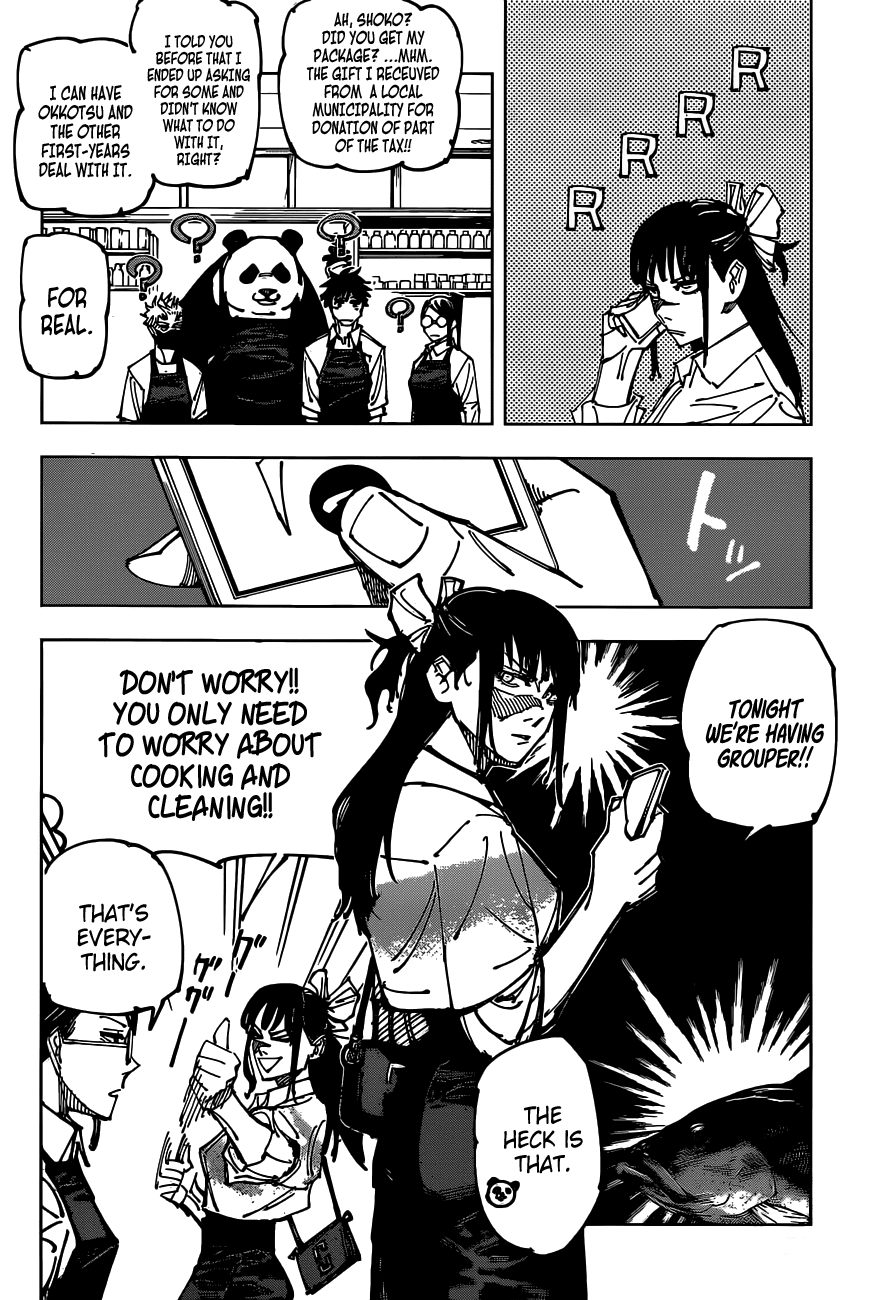 R
R
R
R
AH, SHOKO?
DID YOU GET MY
PACKAGE? ...MHM.
THE GIFT I RECEUVED
FROM A LOCAL
MUNICIPALITY FOR
DONATION OF PART
OF THE TAX!!
I TOLD YOU
BEFORE THAT I
ENDED UP ASKING
FOR SOME AND
DIDN'T KNOW
WHAT TO DO
WITH IT,
RIGHT?
I CAN HAVE
OKKOTSU AND
THE OTHER
FIRST-YEARS
DEAL WITH IT.
FOR
REAL.
?
?
?
?
トッ
TONIGHT
WE'RE HAVING
GROUPER!!
DON'T WORRY!!
YOU ONLY NEED
TO WORRY ABOUT
COOKING AND
CLEANING!!
THAT'S
EVERY-
THING.
グッ
グッ
THE
HECK IS
THAT.